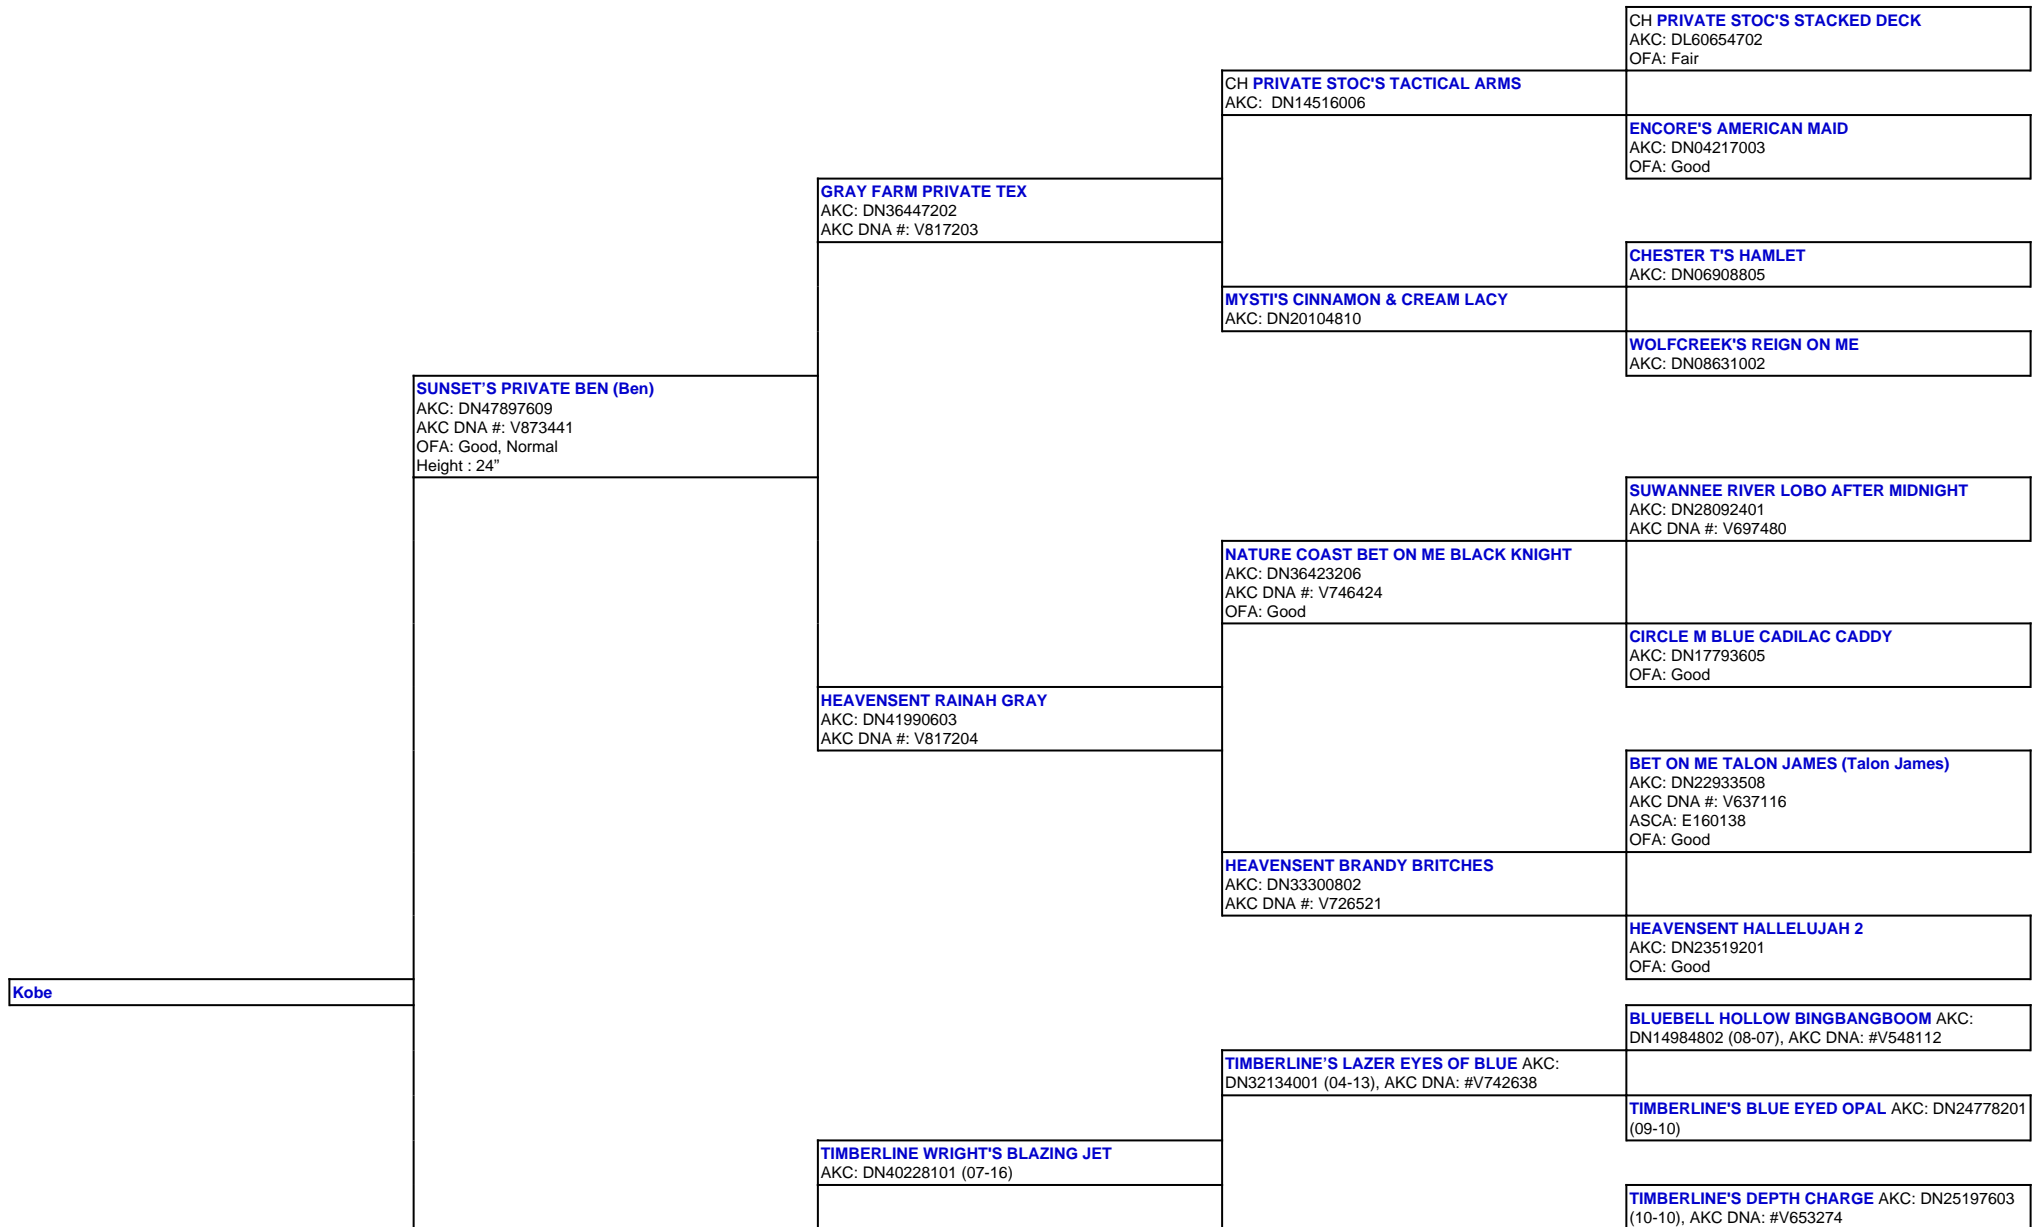 CH PRIVATE STOC'S STACKED DECK
AKC: DL60654702
OFA: Fair
CH PRIVATE STOC'S TACTICAL ARMS
AKC:  DN14516006
ENCORE'S AMERICAN MAID
AKC: DN04217003
OFA: Good
GRAY FARM PRIVATE TEX
AKC: DN36447202
AKC DNA #: V817203
CHESTER T'S HAMLET
AKC: DN06908805
MYSTI'S CINNAMON & CREAM LACY
AKC: DN20104810
WOLFCREEK'S REIGN ON ME
AKC: DN08631002
SUNSET’S PRIVATE BEN (Ben)
AKC: DN47897609
AKC DNA #: V873441
OFA: Good, Normal
Height : 24”
SUWANNEE RIVER LOBO AFTER MIDNIGHT
AKC: DN28092401
AKC DNA #: V697480
NATURE COAST BET ON ME BLACK KNIGHT
AKC: DN36423206
AKC DNA #: V746424
OFA: Good
CIRCLE M BLUE CADILAC CADDY
AKC: DN17793605
OFA: Good
HEAVENSENT RAINAH GRAY
AKC: DN41990603
AKC DNA #: V817204
BET ON ME TALON JAMES (Talon James)
AKC: DN22933508
AKC DNA #: V637116
ASCA: E160138
OFA: Good
HEAVENSENT BRANDY BRITCHES
AKC: DN33300802
AKC DNA #: V726521
HEAVENSENT HALLELUJAH 2
AKC: DN23519201
OFA: Good
Kobe
BLUEBELL HOLLOW BINGBANGBOOM AKC:
DN14984802 (08-07), AKC DNA: #V548112
TIMBERLINE’S LAZER EYES OF BLUE AKC:
DN32134001 (04-13), AKC DNA: #V742638
TIMBERLINE'S BLUE EYED OPAL AKC: DN24778201
(09-10)
TIMBERLINE WRIGHT'S BLAZING JET
AKC: DN40228101 (07-16)
TIMBERLINE'S DEPTH CHARGE AKC: DN25197603
(10-10), AKC DNA: #V653274